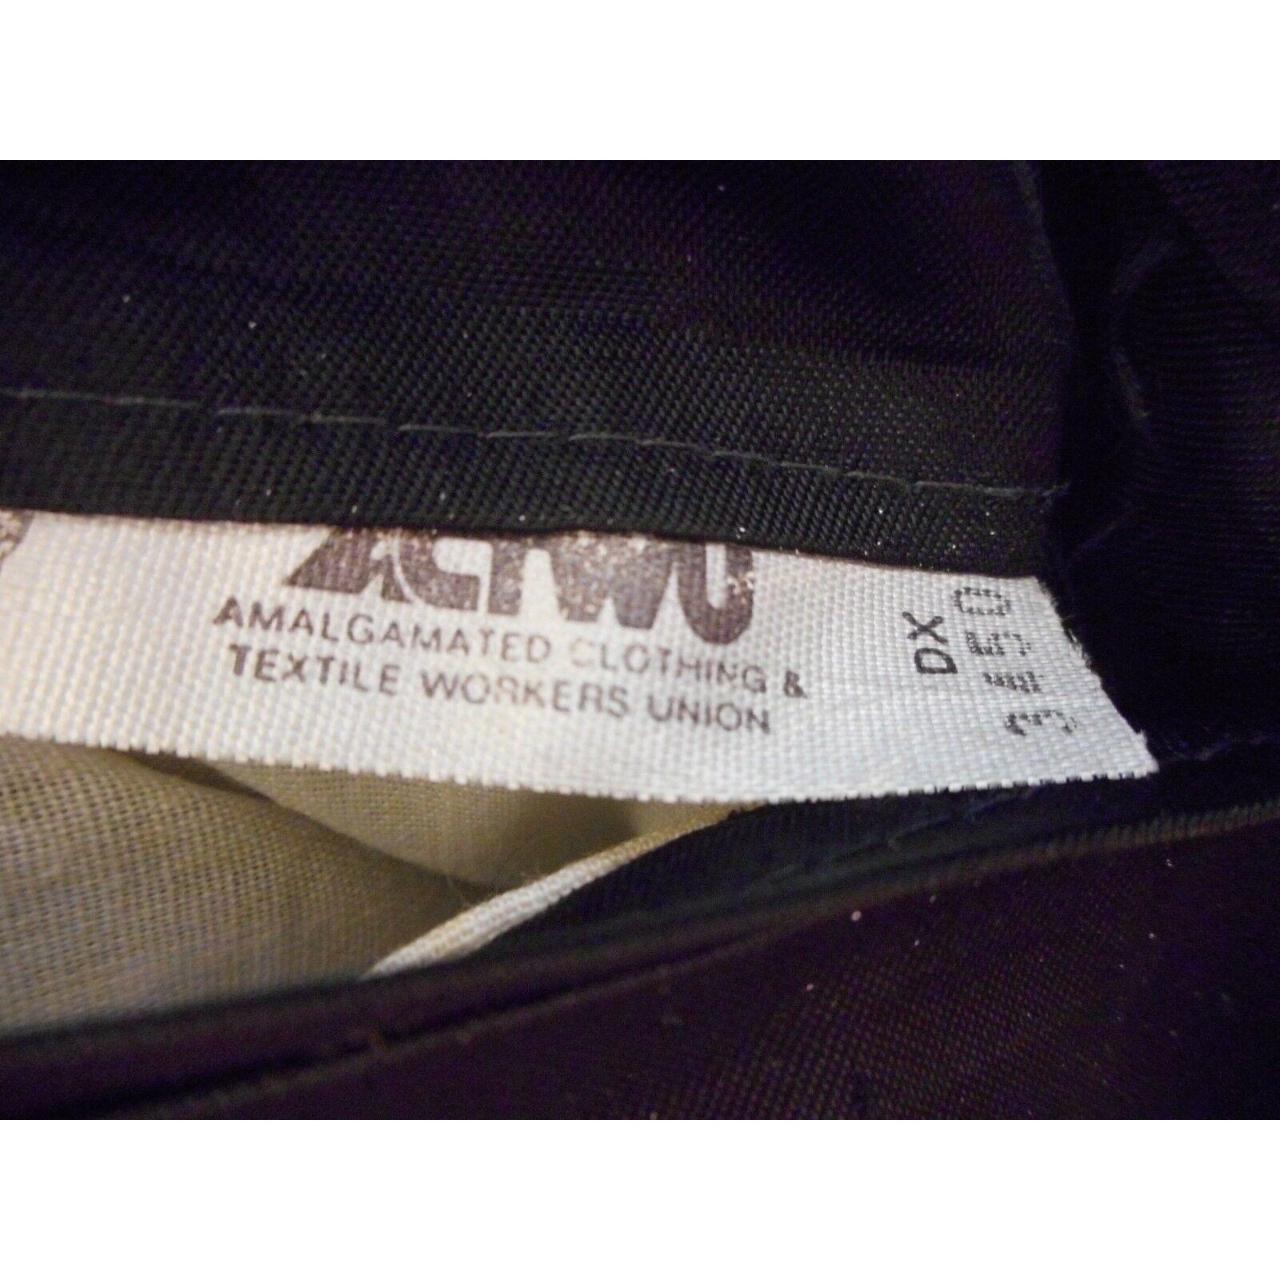 ACTWU
AMALGAMATED CLOTHING &
TEXTILE WORKERS UNION
DX